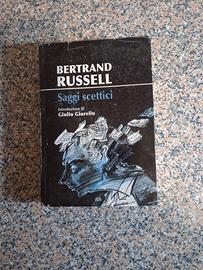 BERTRAND
RUSSELL
Saggi scettici
Introduzione di
Giulio Giorello